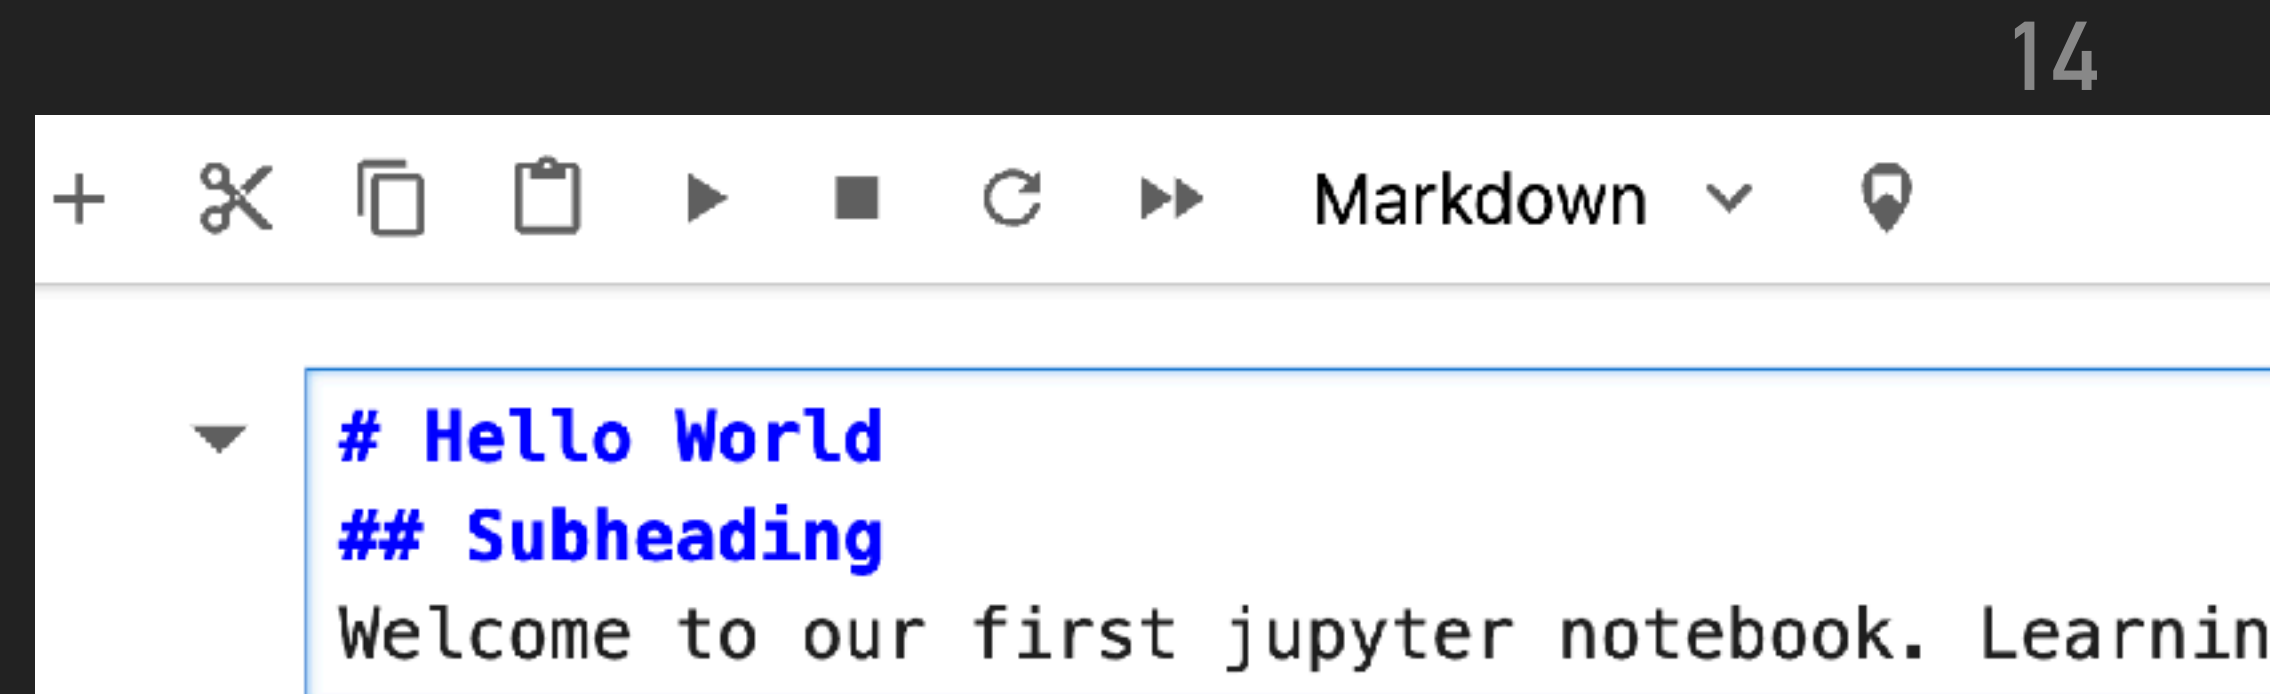 14
Markdown
# Hello World
## Subheading
Welcome to our first jupyter notebook. Learnin